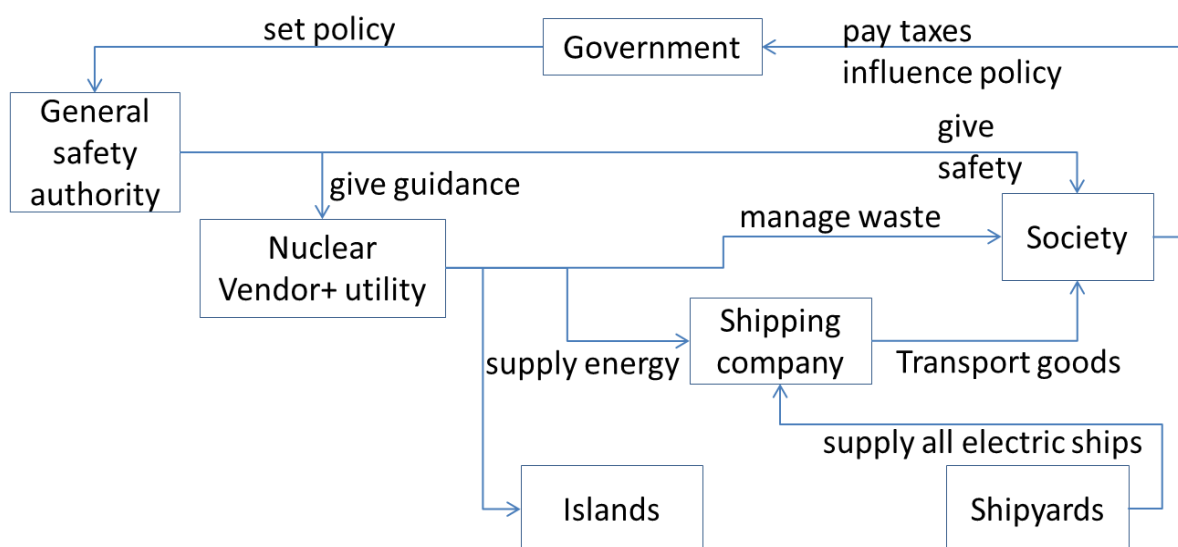 set policy
Government
pay taxes
influence policy
General
safety
authority
give
safety
give guidance
manage waste
Society
Nuclear
Vendor+ utility
Shipping
company
supply energy
Transport goods
supply all electric ships
Islands
Shipyards